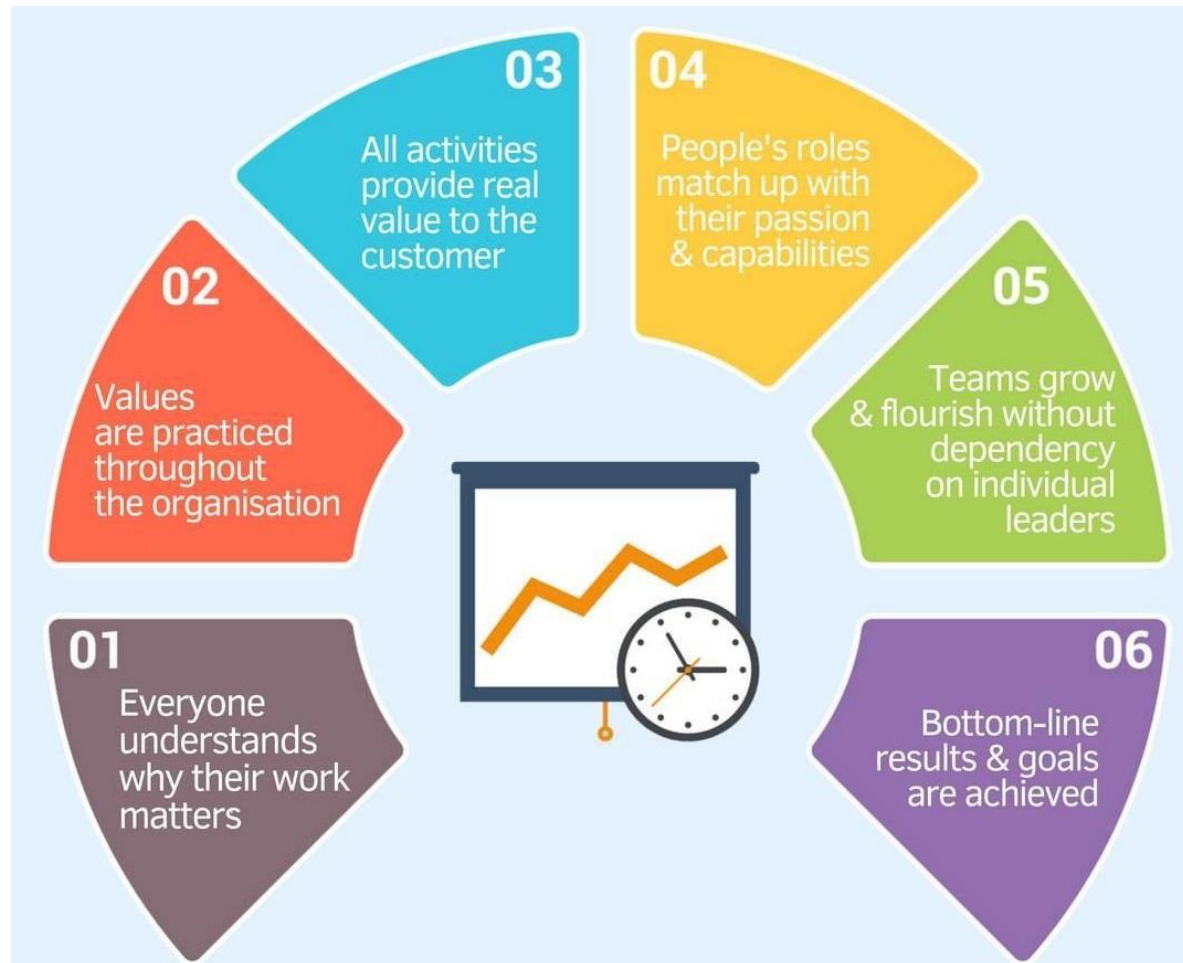 01
Everyone
understands
why their work
matters
02
Values
are practiced
throughout
the organisation
03
All activities
provide real
value to the
customer
04
People's roles
match up with
their passion
& capabilities
05
Teams grow
& flourish without
dependency
on individual
leaders
06
Bottom-line
results & goals
are achieved